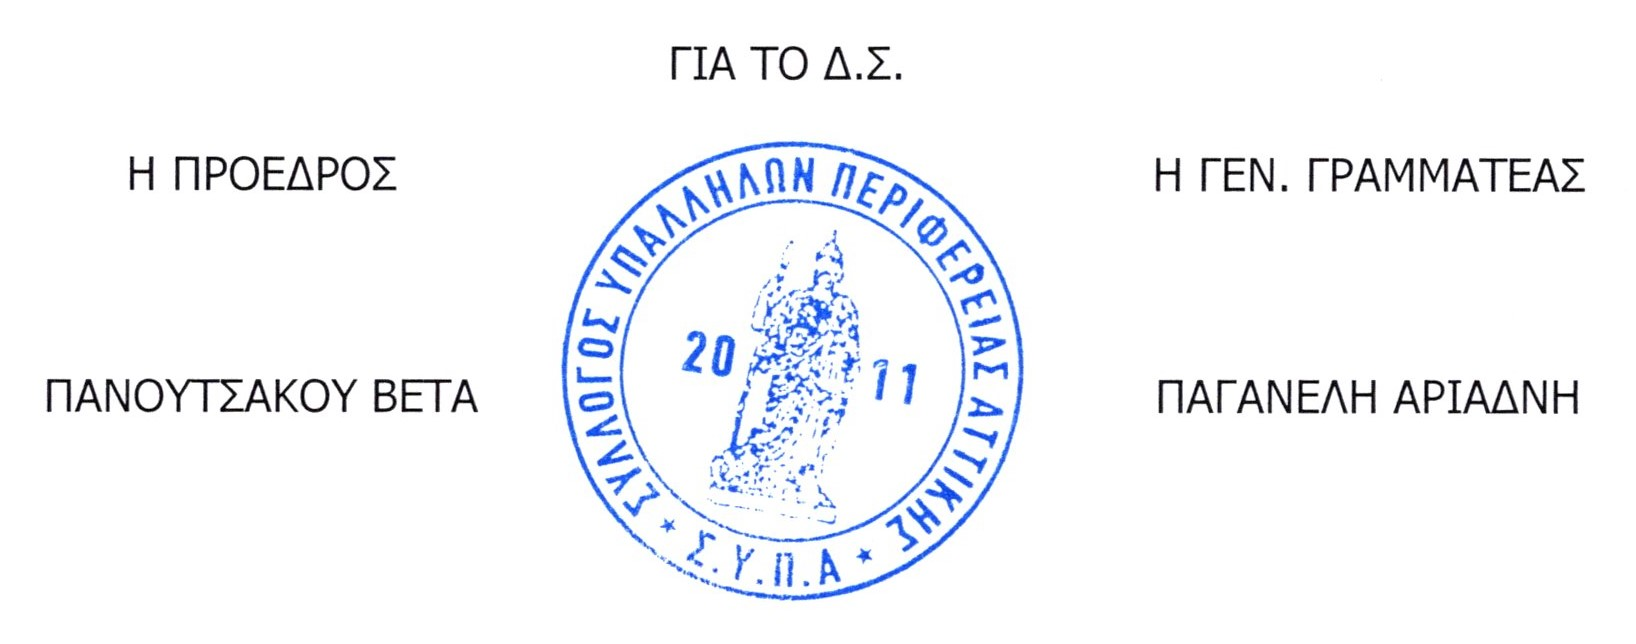 ΓΙΑ ΤΟ Δ.Σ.
Η ΠΡΟΕΔΡΟΣ
Η ΓΕΝ. ΓΡΑΜΜΑΤΕΑΣ
ΣΥΛΛΟΓΟΣ ΥΠΑΛΛΗΛΩΝ ΠΕΡΙΦΕΡΕΙΑΣ ΑΤΤΙΚΗΣ
20 11
Σ.Υ.Π.Α
ΠΑΝΟΥΤΣΑΚΟΥ ΒΕΤΑ
ΠΑΓΑΝΕΛΗ ΑΡΙΑΔΝΗ